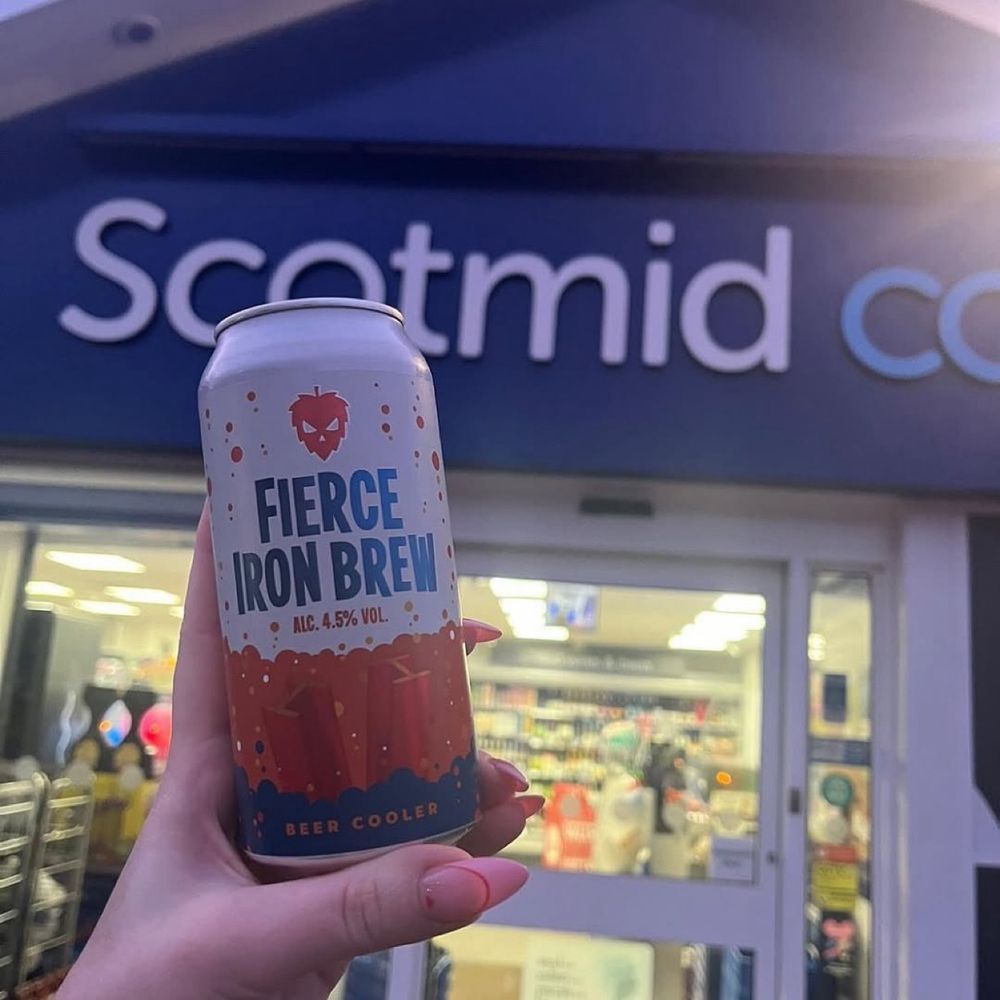 Scotmid co
FIERCE
IRON BREW
ALC. 4.5% VOL.
BEER COOLER